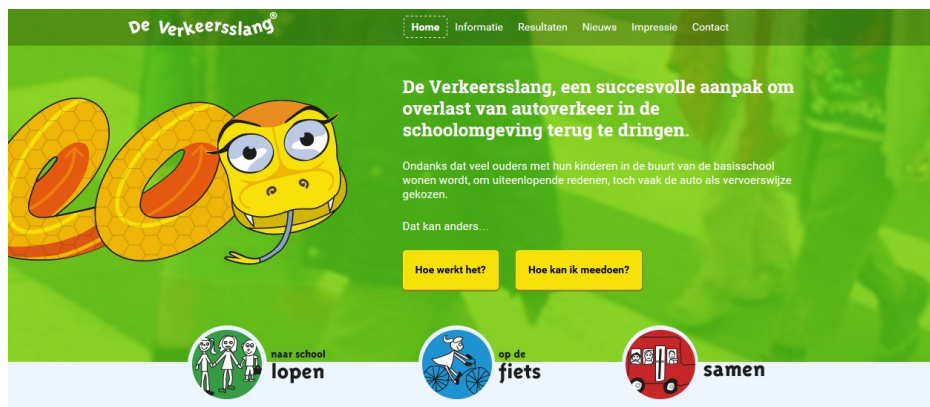 De Verkeersslang®
Home Informatie Resultaten Nieuws Impressie Contact
De Verkeersslang, een succesvolle aanpak om
overlast van autoverkeer in de
schoolomgeving terug te dringen.
Ondanks dat veel ouders met hun kinderen in de buurt van de basisschool
wonen wordt, om uiteenlopende redenen, toch vaak de auto als vervoerswijze
gekozen.
Dat kan anders...
Hoe werkt het? Hoe kan ik meedoen?
naar school
lopen
op de
fiets
samen